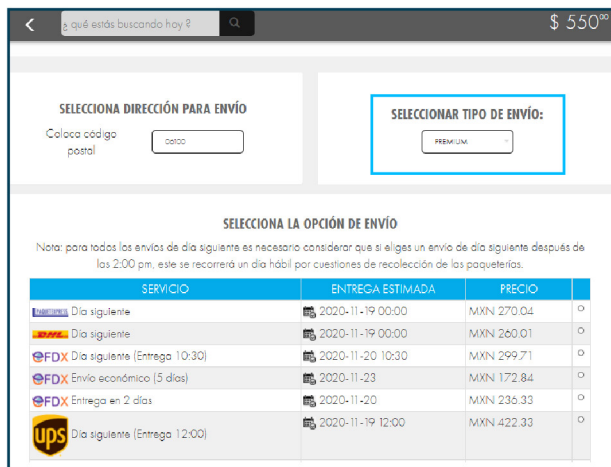 ¿ qué estás buscando hoy ?
$ 550⁰⁰
SELECCIONA DIRECCIÓN PARA ENVÍO
Coloca código postal
06100
SELECCIONAR TIPO DE ENVÍO:
PREMIUM
SELECCIONA LA OPCIÓN DE ENVÍO
Nota: para todos los envíos de día siguiente es necesario considerar que si eliges un envío de día siguiente después de
las 2:00 pm, este se recorrerá un día hábil por cuestiones de recolección de las paqueterías.
SERVICIO ENTREGA ESTIMADA PRECIO
PAQUETEXPRESS Día siguiente 2020-11-19 00:00 MXN 270.04
DHL Día siguiente 2020-11-19 00:00 MXN 260.01
FDX Día siguiente (Entrega 10:30) 2020-11-20 10:30 MXN 299.71
FDX Envío económico (5 días) 2020-11-23 MXN 172.84
FDX Entrega en 2 días 2020-11-20 MXN 236.33
ups Día siguiente (Entrega 12:00) 2020-11-19 12:00 MXN 422.33